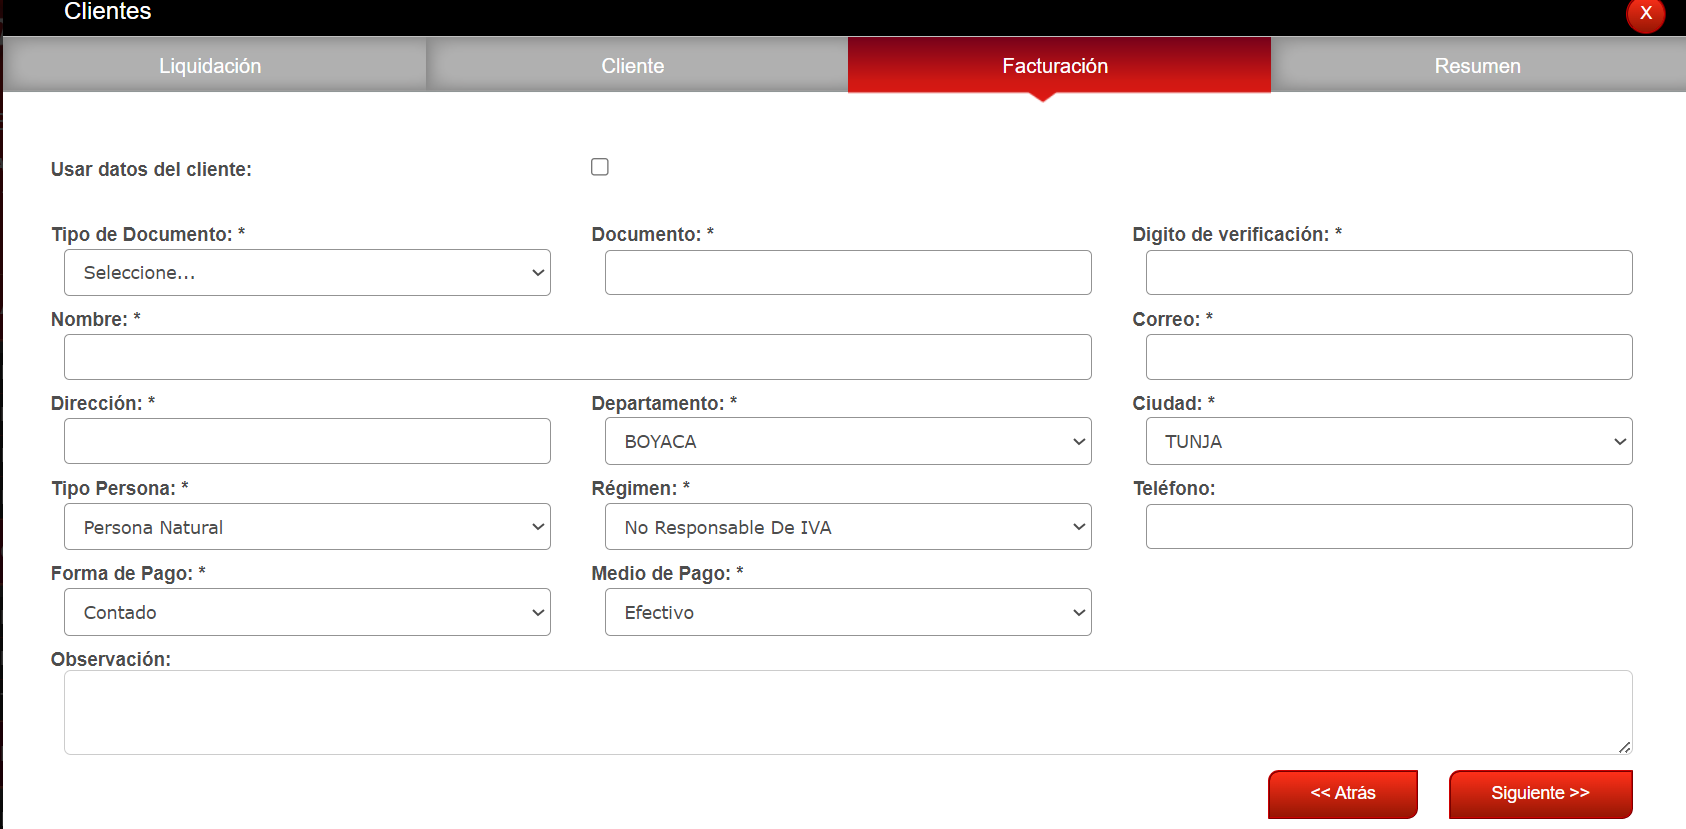 Clientes
X
Liquidación
Cliente
Facturación
Resumen
Usar datos del cliente:
Tipo de Documento: *
Documento: *
Digito de verificación: *
Seleccione...
Nombre: *
Correo: *
Dirección: *
Departamento: *
Ciudad: *
BOYACA
TUNJA
Tipo Persona: *
Régimen: *
Teléfono:
Persona Natural
No Responsable De IVA
Forma de Pago: *
Medio de Pago: *
Contado
Efectivo
Observación:
<< Atrás
Siguiente >>